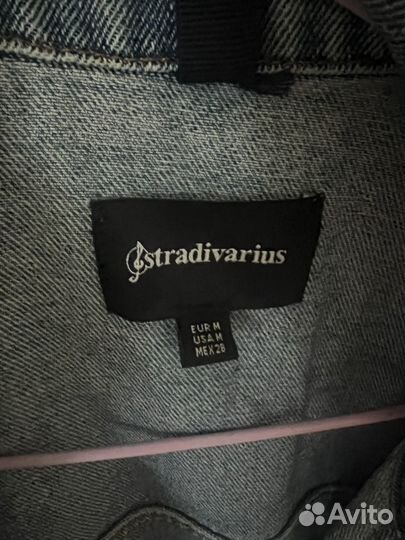 stradivarius
EUR M
USA M
MEX 28
Avito